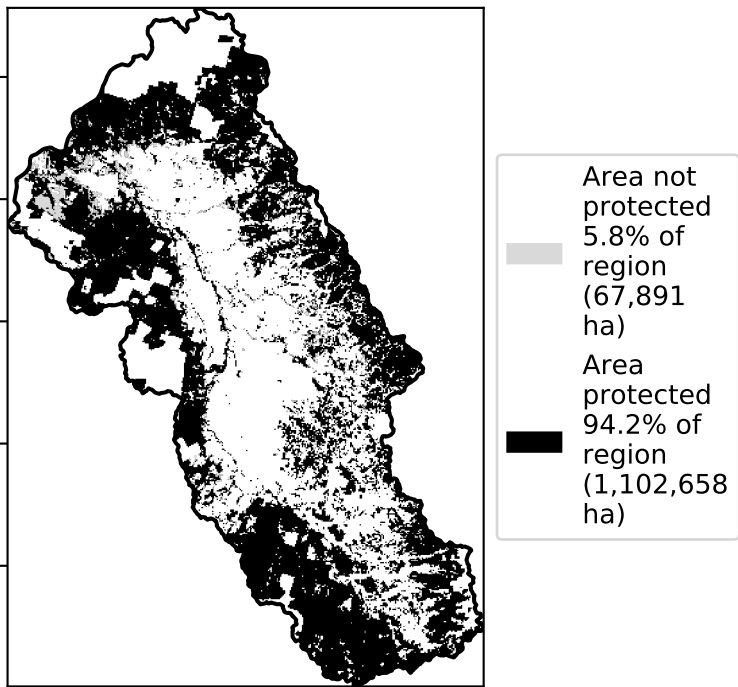 Area not
protected
5.8% of
region
(67,891
ha)
Area
protected
94.2% of
region
(1,102,658
ha)